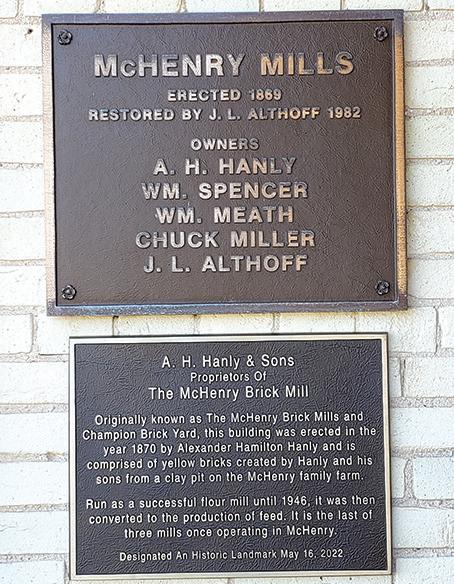 McHENRY MILLS
ERECTED 1869
RESTORED BY J. L. ALTHOFF 1982
OWNERS
A. H. HANLY
WM. SPENCER
WM. MEATH
CHUCK MILLER
J. L. ALTHOFF
A. H. Hanly & Sons
Proprietors Of
The McHenry Brick Mill
Originally known as The McHenry Brick Mills and
Champion Brick Yard, this building was erected in the
year 1870 by Alexander Hamilton Hanly and is
comprised of yellow bricks created by Hanly and his
sons from a clay pit on the McHenry family farm.
Run as a successful flour mill until 1946, it was then
converted to the production of feed. It is the last of
three mills once operating in McHenry.
Designated An Historic Landmark May 16, 2022